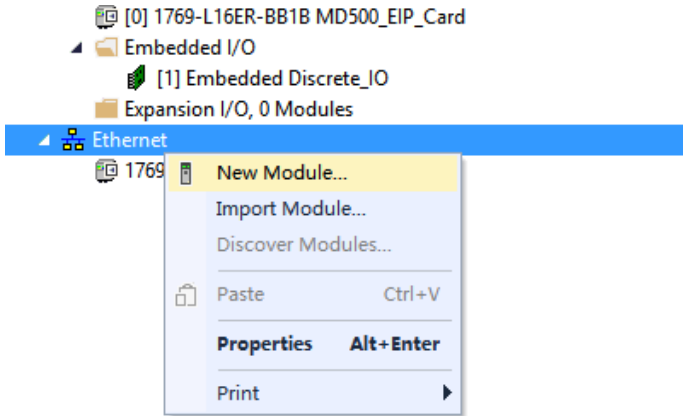 [0] 1769-L16ER-BB1B MD500_EIP_Card
Embedded I/O
[1] Embedded Discrete_IO
Expansion I/O, 0 Modules
Ethernet
1769
New Module...
Import Module...
Discover Modules...
Paste Ctrl+V
Properties Alt+Enter
Print